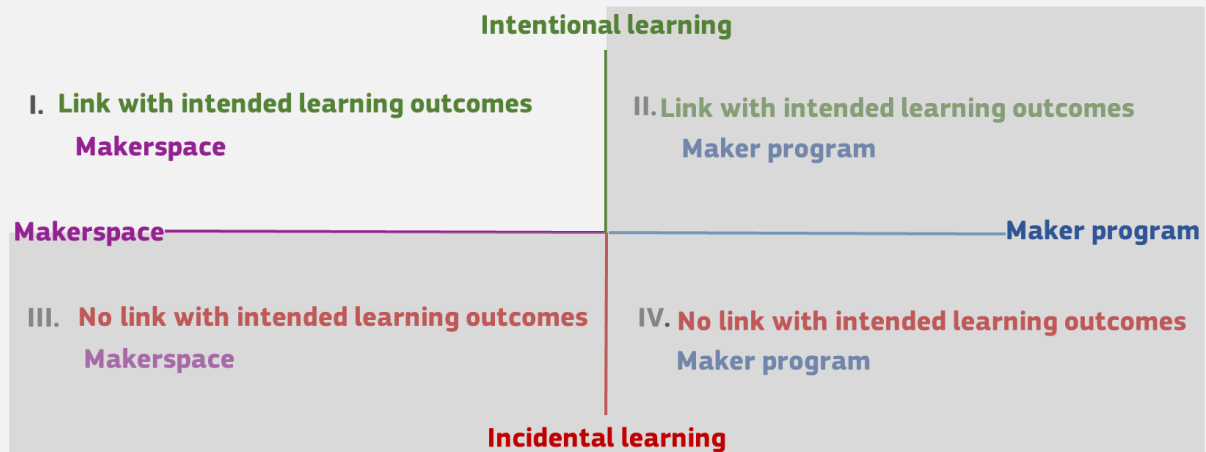 Intentional learning
I. Link with intended learning outcomes
Makerspace
II. Link with intended learning outcomes
Maker program
Makerspace
Maker program
III. No link with intended learning outcomes
Makerspace
IV. No link with intended learning outcomes
Maker program
Incidental learning